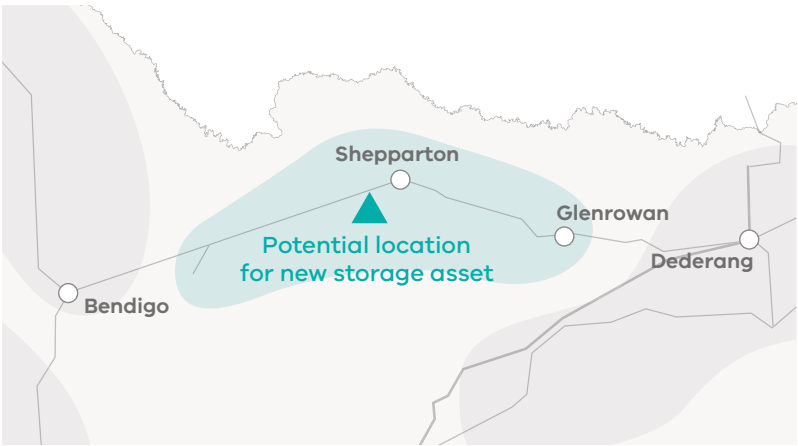 Shepparton
Glenrowan
Potential location
for new storage asset
Dederang
Bendigo